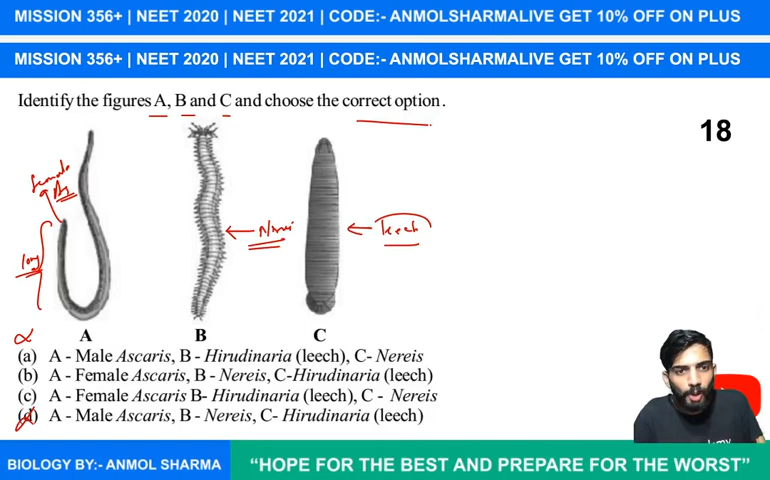 MISSION 356+ | NEET 2020 | NEET 2021 | CODE:- ANMOLSHARMALIVE GET 10% OFF ON PLUS
MISSION 356+ | NEET 2020 | NEET 2021 | CODE:- ANMOLSHARMALIVE GET 10% OFF ON PLUS
Identify the figures A, B and C and choose the correct option.
18
female
long
leech
A B C
(a) A - Male Ascaris, B - Hirudinaria (leech), C- Nereis
(b) A - Female Ascaris, B - Nereis, C-Hirudinaria (leech)
(c) A - Female Ascaris B- Hirudinaria (leech), C - Nereis
(d) A - Male Ascaris, B - Nereis, C- Hirudinaria (leech)
BIOLOGY BY:- ANMOL SHARMA
“HOPE FOR THE BEST AND PREPARE FOR THE WORST”